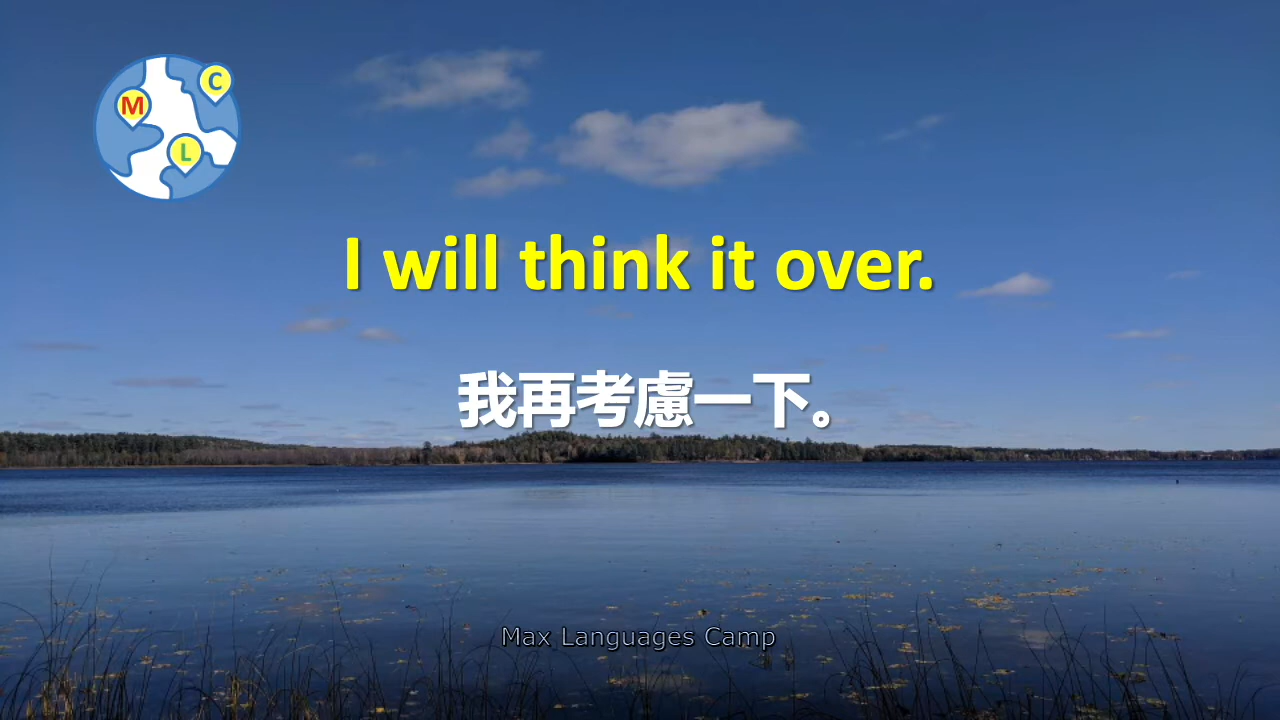 M
C
L
I will think it over.
我再考慮一下。
Max Languages Camp